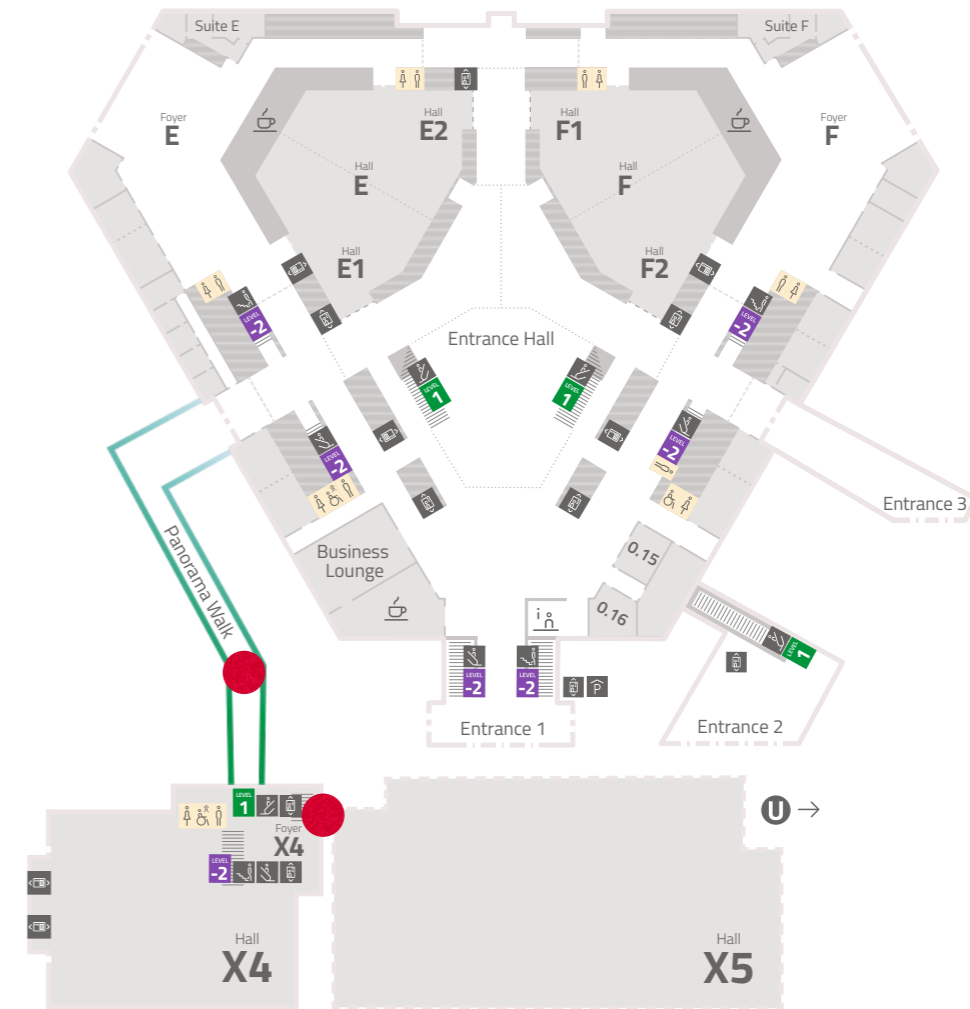 Suite E
Suite F
Hall
E2
Hall
F1
Foyer
E
Foyer
F
Hall
E
Hall
F
Hall
E1
Hall
F2
LEVEL
-2
LEVEL
-2
Entrance Hall
LEVEL
1
LEVEL
1
LEVEL
-2
LEVEL
-2
Entrance 3
Panorama Walk
Business
Lounge
0.15
0.16
i
LEVEL
-2
LEVEL
-2
P
LEVEL
1
Entrance 1
Entrance 2
LEVEL
1
U
Foyer
X4
LEVEL
-2
Hall
X4
Hall
X5